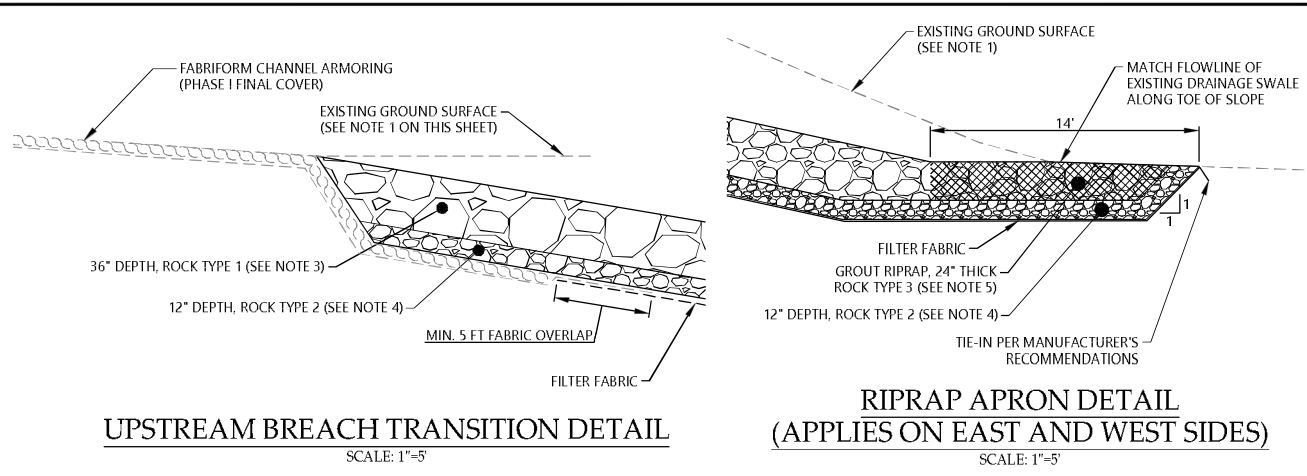 FABRIFORM CHANNEL ARMORING
(PHASE I FINAL COVER)
EXISTING GROUND SURFACE
(SEE NOTE 1 ON THIS SHEET)
36" DEPTH, ROCK TYPE 1 (SEE NOTE 3)
12" DEPTH, ROCK TYPE 2 (SEE NOTE 4)
MIN. 5 FT FABRIC OVERLAP
FILTER FABRIC
UPSTREAM BREACH TRANSITION DETAIL
SCALE: 1"=5'
EXISTING GROUND SURFACE
(SEE NOTE 1)
MATCH FLOWLINE OF
EXISTING DRAINAGE SWALE
ALONG TOE OF SLOPE
14'
1
1
FILTER FABRIC
GROUT RIPRAP, 24" THICK
ROCK TYPE 3 (SEE NOTE 5)
12" DEPTH, ROCK TYPE 2 (SEE NOTE 4)
TIE-IN PER MANUFACTURER'S
RECOMMENDATIONS
RIPRAP APRON DETAIL
(APPLIES ON EAST AND WEST SIDES)
SCALE: 1"=5'